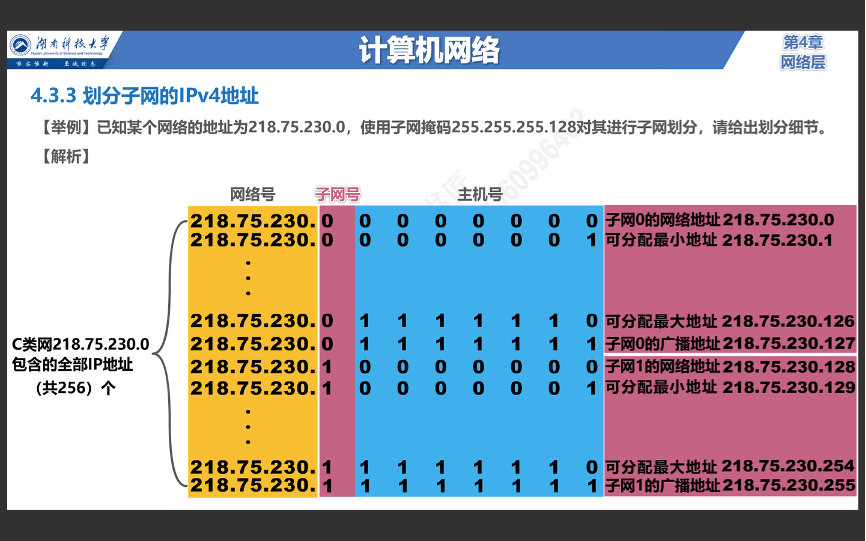 湖南科技大学
Hunan University of Science and Technology
唯实惟新 至诚致志
计算机网络
第4章
网络层
4.3.3 划分子网的IPv4地址
【举例】已知某个网络的地址为218.75.230.0，使用子网掩码255.255.255.128对其进行子网划分，请给出划分细节。
【解析】
网络号 子网号 主机号
218.75.230. 0 0 0 0 0 0 0 0 子网0的网络地址 218.75.230.0
218.75.230. 0 0 0 0 0 0 0 1 可分配最小地址 218.75.230.1
218.75.230. 0 1 1 1 1 1 1 0 可分配最大地址 218.75.230.126
218.75.230. 0 1 1 1 1 1 1 1 子网0的广播地址 218.75.230.127
218.75.230. 1 0 0 0 0 0 0 0 子网1的网络地址 218.75.230.128
218.75.230. 1 0 0 0 0 0 0 1 可分配最小地址 218.75.230.129
218.75.230. 1 1 1 1 1 1 1 0 可分配最大地址 218.75.230.254
218.75.230. 1 1 1 1 1 1 1 1 子网1的广播地址 218.75.230.255
C类网218.75.230.0
包含的全部IP地址
（共256）个